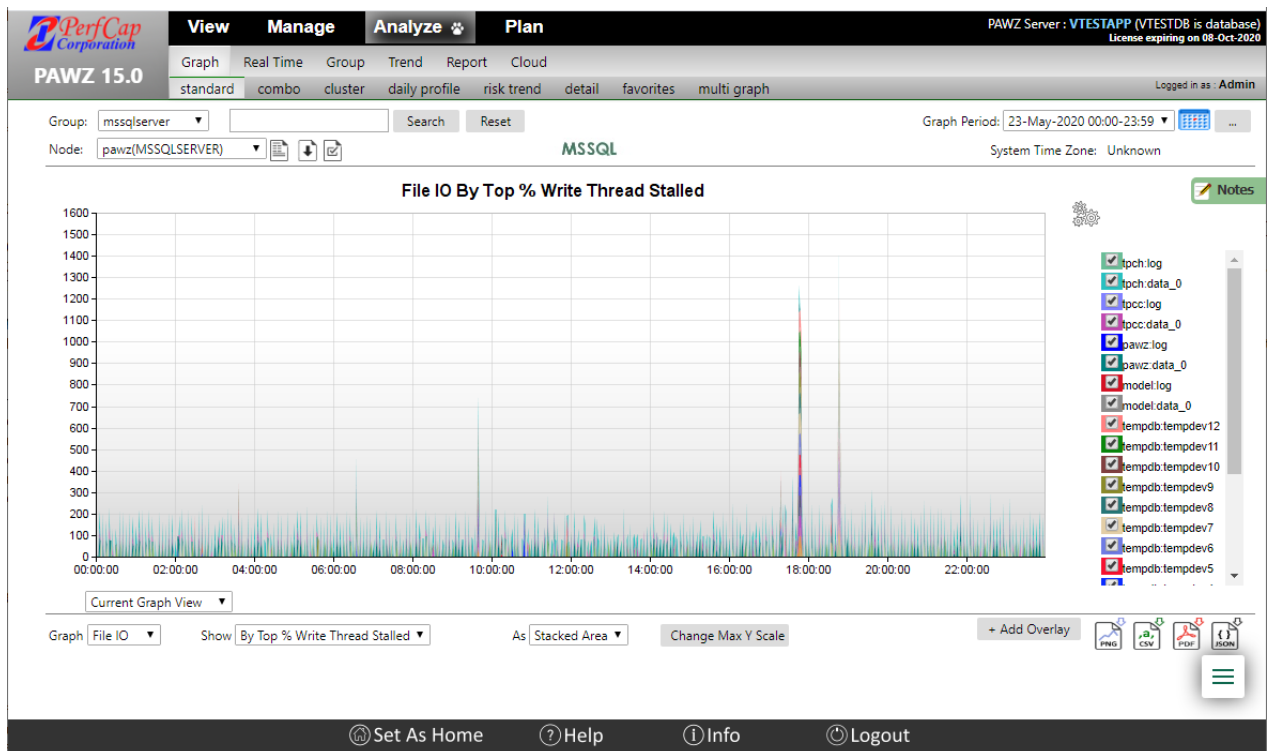 PerfCap
Corporation
PAWZ 15.0
View Manage Analyze Plan
PAWZ Server : VTESTAPP (VTESTDB is database)
License expiring on 08-Oct-2020
Graph Real Time Group Trend Report Cloud
standard combo cluster daily profile risk trend detail favorites multi graph
Logged in as : Admin
Group: mssqlserver Search Reset Graph Period: 23-May-2020 00:00-23:59 ...
Node: pawz(MSSQLSERVER) MSSQL System Time Zone: Unknown
File IO By Top % Write Thread Stalled
Notes
1600
1500
1400
1300
1200
1100
1000
900
800
700
600
500
400
300
200
100
0
00:00:00 02:00:00 04:00:00 06:00:00 08:00:00 10:00:00 12:00:00 14:00:00 16:00:00 18:00:00 20:00:00 22:00:00
tpch:log
tpch:data_0
tpcc:log
tpcc:data_0
pawz:log
pawz:data_0
model:log
model:data_0
tempdb:tempdev12
tempdb:tempdev11
tempdb:tempdev10
tempdb:tempdev9
tempdb:tempdev8
tempdb:tempdev7
tempdb:tempdev6
tempdb:tempdev5
Current Graph View
Graph File IO Show By Top % Write Thread Stalled As Stacked Area Change Max Y Scale + Add Overlay
PNG CSV PDF JSON
Set As Home Help Info Logout